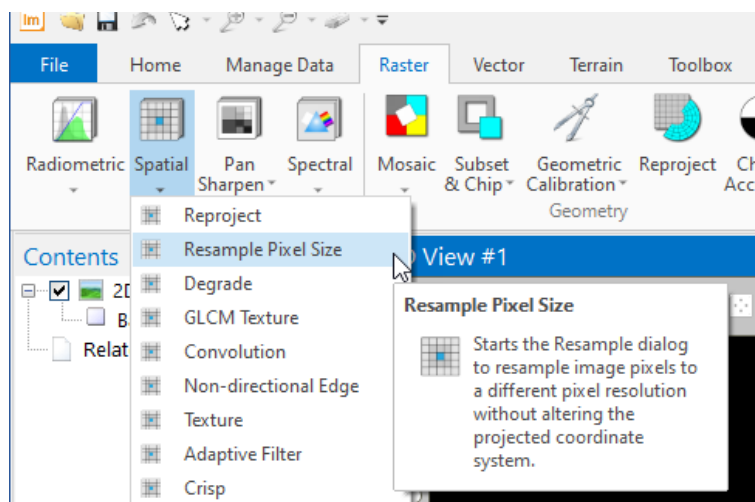 Im
File Home Manage Data Raster Vector Terrain Toolbox
Radiometric Spatial Pan Sharpen Spectral Mosaic Subset & Chip Geometric Calibration Reproject
Geometry
Reproject
Contents
Resample Pixel Size
View #1
Degrade
Resample Pixel Size
GLCM Texture
Starts the Resample dialog
to resample image pixels to
a different pixel resolution
without altering the
projected coordinate
system.
Convolution
Non-directional Edge
Texture
Adaptive Filter
Crisp